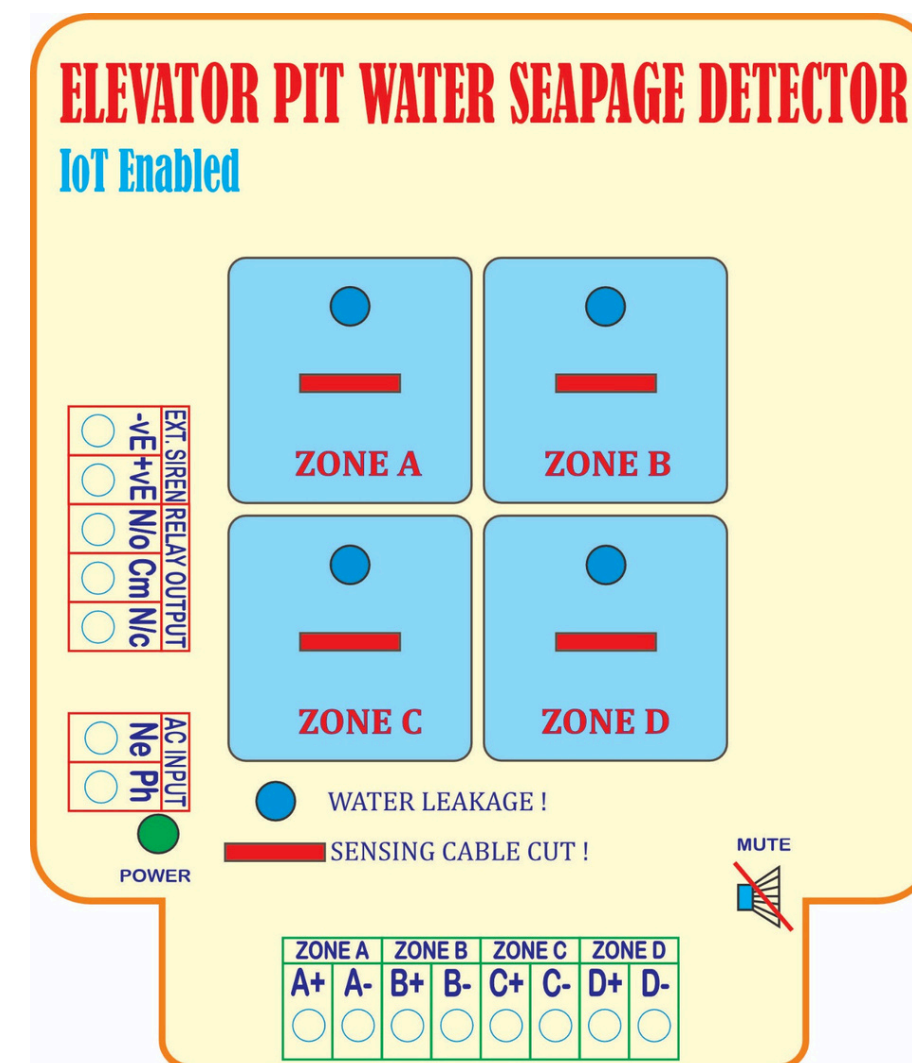 ELEVATOR PIT WATER SEAPAGE DETECTOR
IoT Enabled
ZONE A
ZONE B
EXT. SIREN RELAY OUTPUT
-vE +vE N/o Cm N/c
ZONE C
ZONE D
AC INPUT
Ne Ph
WATER LEAKAGE !
SENSING CABLE CUT !
POWER
MUTE
ZONE A ZONE B ZONE C ZONE D
A+ A- B+ B- C+ C- D+ D-